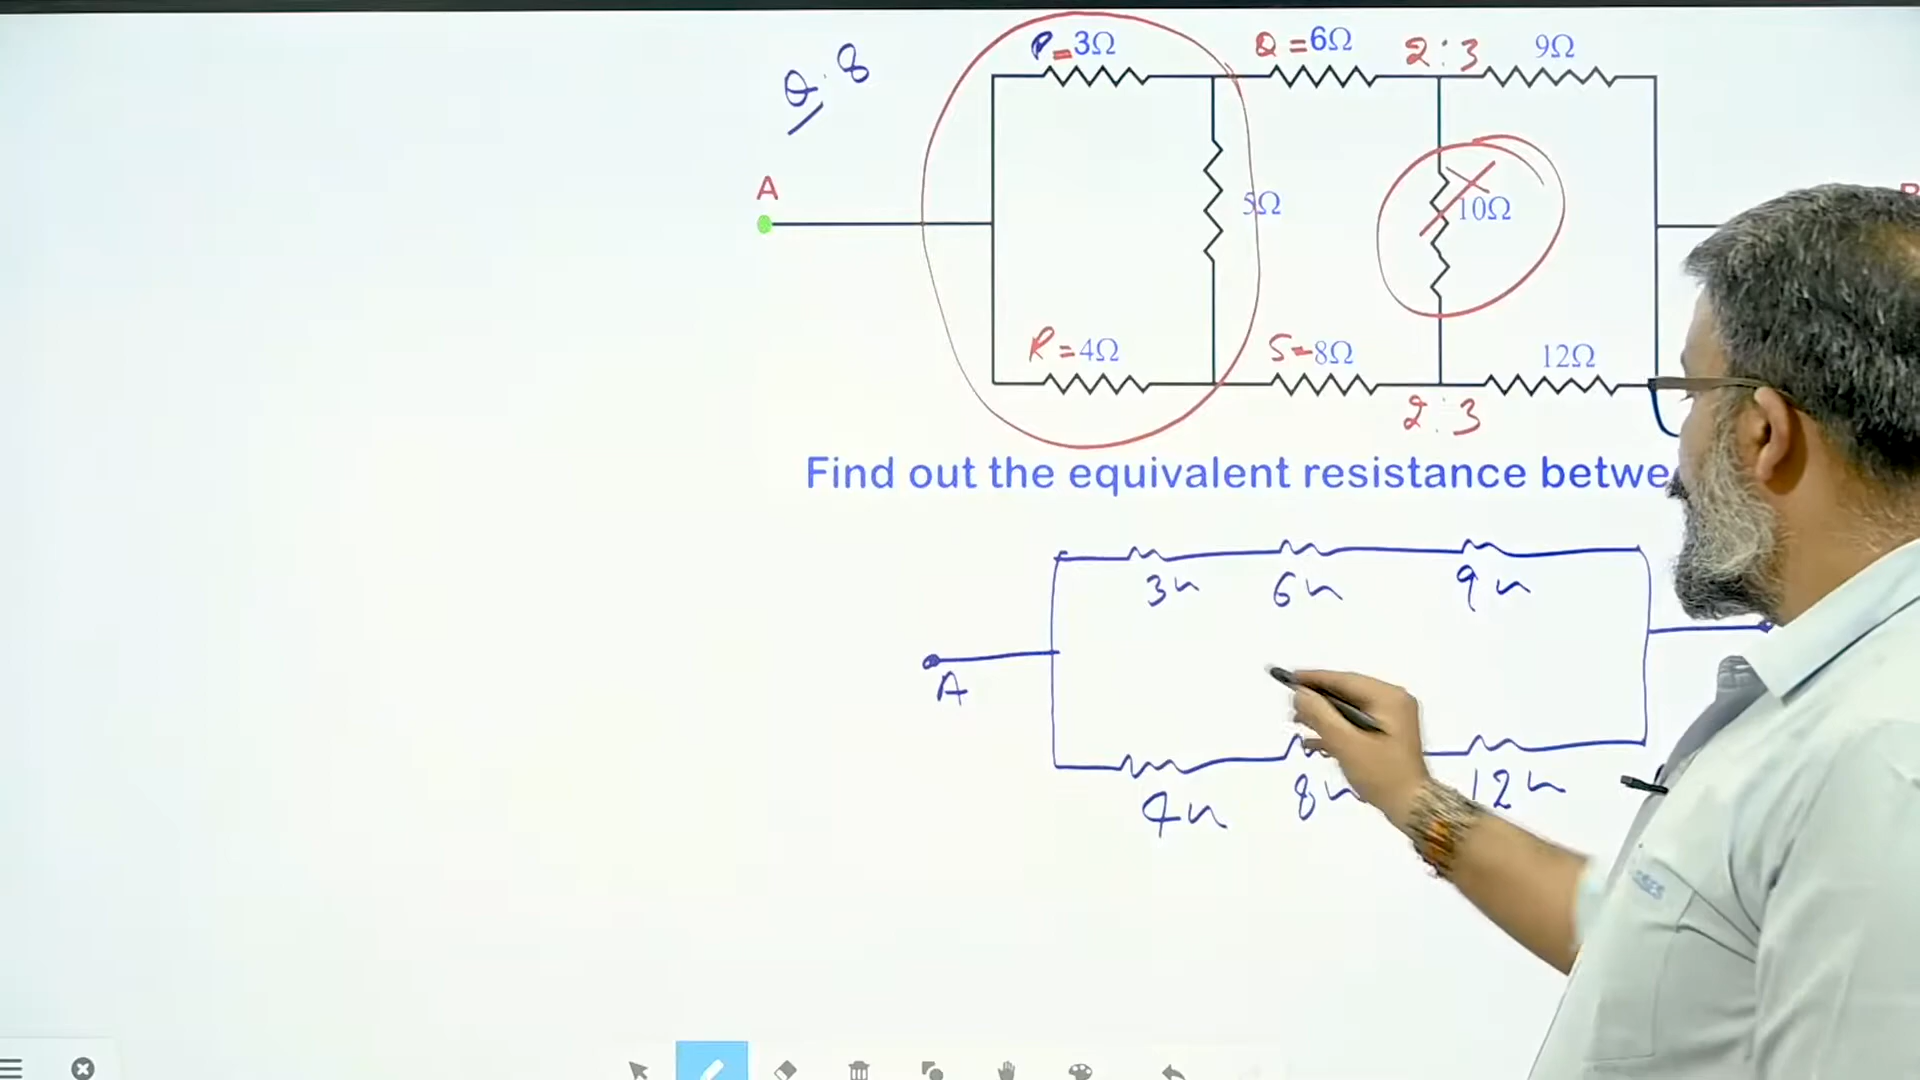 Q. 8
P=3Ω Q=6Ω 2:3 9Ω
A
5Ω
10Ω
R=4Ω S=8Ω 12Ω
2:3
Find out the equivalent resistance betwe
3Ω 6Ω 9Ω
A
4Ω 8Ω 12Ω